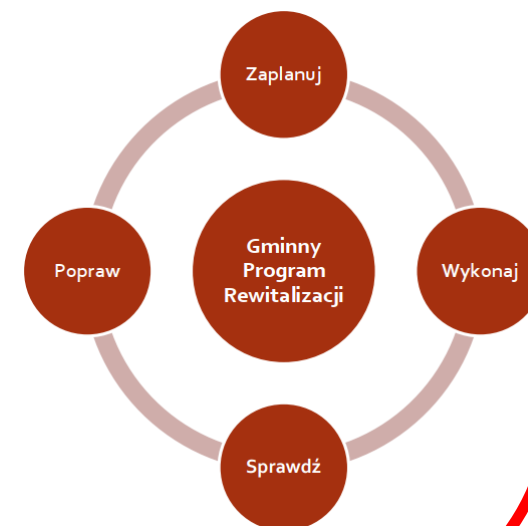 Zaplanuj
Gminny
Program
Rewitalizacji
Popraw
Wykonaj
Sprawdź